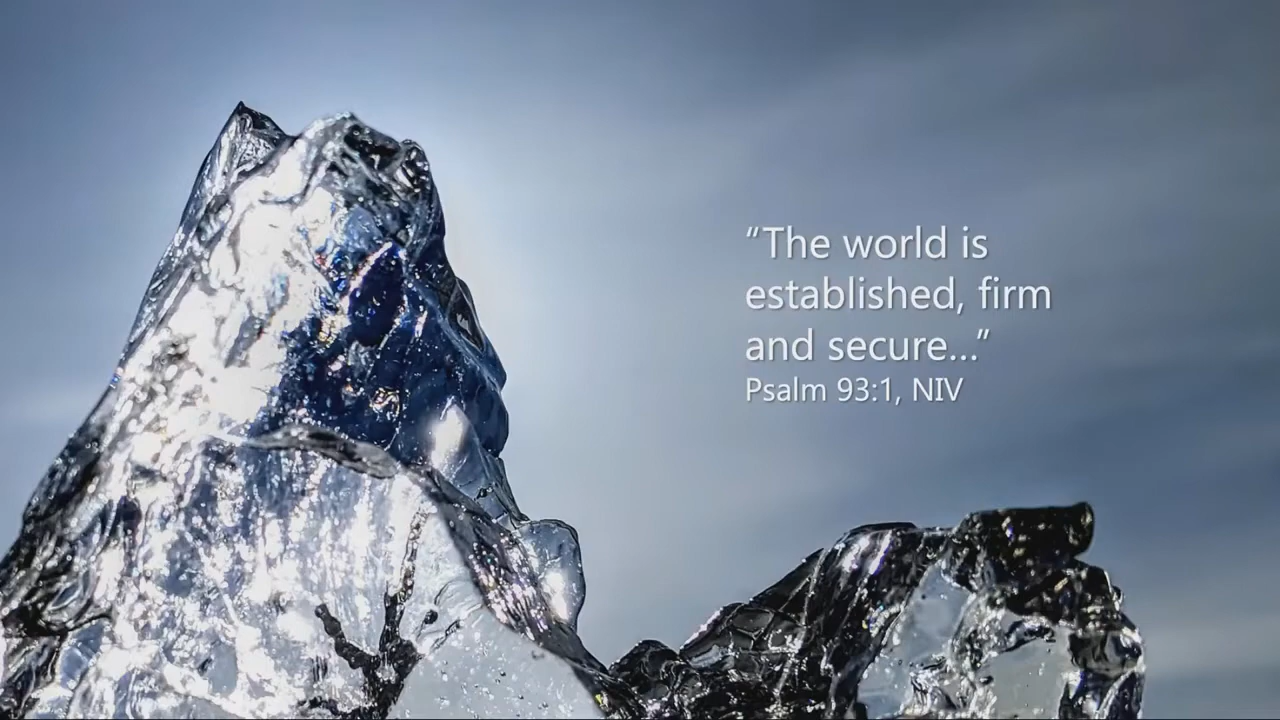 “The world is
established, firm
and secure…”
Psalm 93:1, NIV